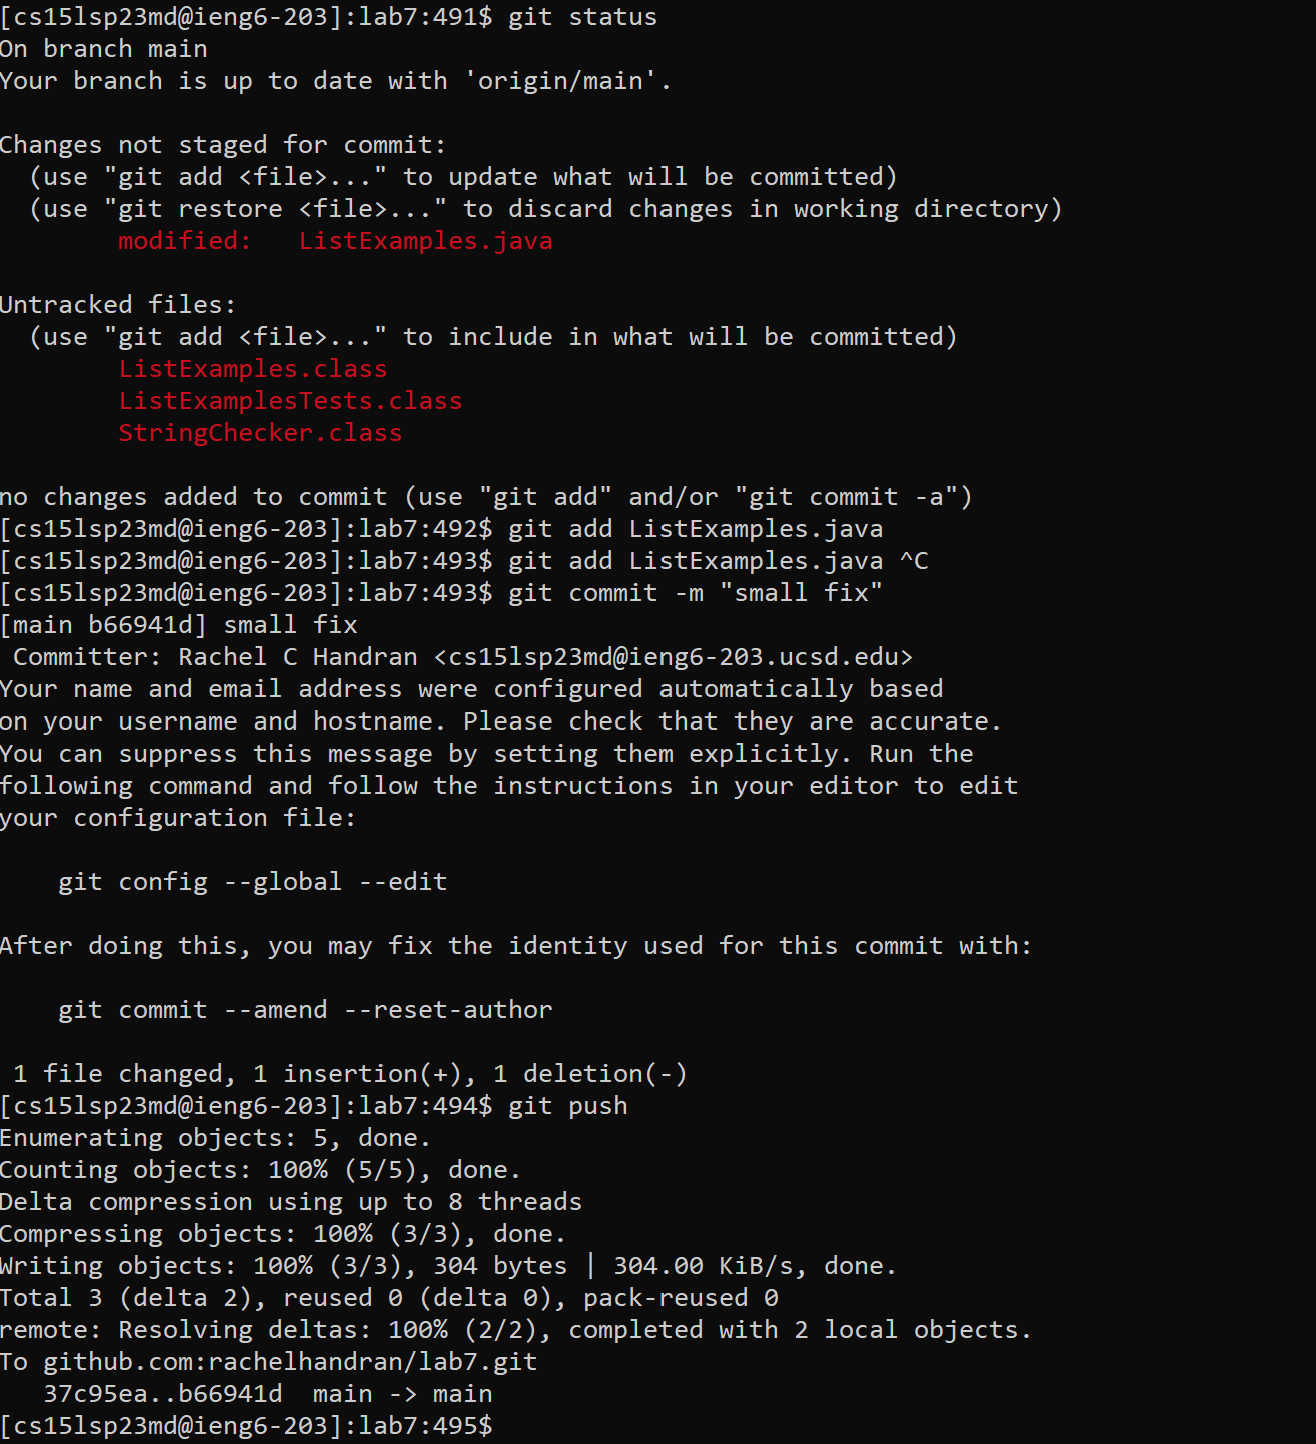 [cs15lsp23md@ieng6-203]:lab7:491$ git status
On branch main
Your branch is up to date with 'origin/main'.

Changes not staged for commit:
  (use "git add <file>..." to update what will be committed)
  (use "git restore <file>..." to discard changes in working directory)
        modified:   ListExamples.java

Untracked files:
  (use "git add <file>..." to include in what will be committed)
        ListExamples.class
        ListExamplesTests.class
        StringChecker.class

no changes added to commit (use "git add" and/or "git commit -a")
[cs15lsp23md@ieng6-203]:lab7:492$ git add ListExamples.java
[cs15lsp23md@ieng6-203]:lab7:493$ git add ListExamples.java ^C
[cs15lsp23md@ieng6-203]:lab7:493$ git commit -m "small fix"
[main b66941d] small fix
 Committer: Rachel C Handran <cs15lsp23md@ieng6-203.ucsd.edu>
Your name and email address were configured automatically based
on your username and hostname. Please check that they are accurate.
You can suppress this message by setting them explicitly. Run the
following command and follow the instructions in your editor to edit
your configuration file:

    git config --global --edit

After doing this, you may fix the identity used for this commit with:

    git commit --amend --reset-author

 1 file changed, 1 insertion(+), 1 deletion(-)
[cs15lsp23md@ieng6-203]:lab7:494$ git push
Enumerating objects: 5, done.
Counting objects: 100% (5/5), done.
Delta compression using up to 8 threads
Compressing objects: 100% (3/3), done.
Writing objects: 100% (3/3), 304 bytes | 304.00 KiB/s, done.
Total 3 (delta 2), reused 0 (delta 0), pack-reused 0
remote: Resolving deltas: 100% (2/2), completed with 2 local objects.
To github.com:rachelhandran/lab7.git
   37c95ea..b66941d  main -> main
[cs15lsp23md@ieng6-203]:lab7:495$